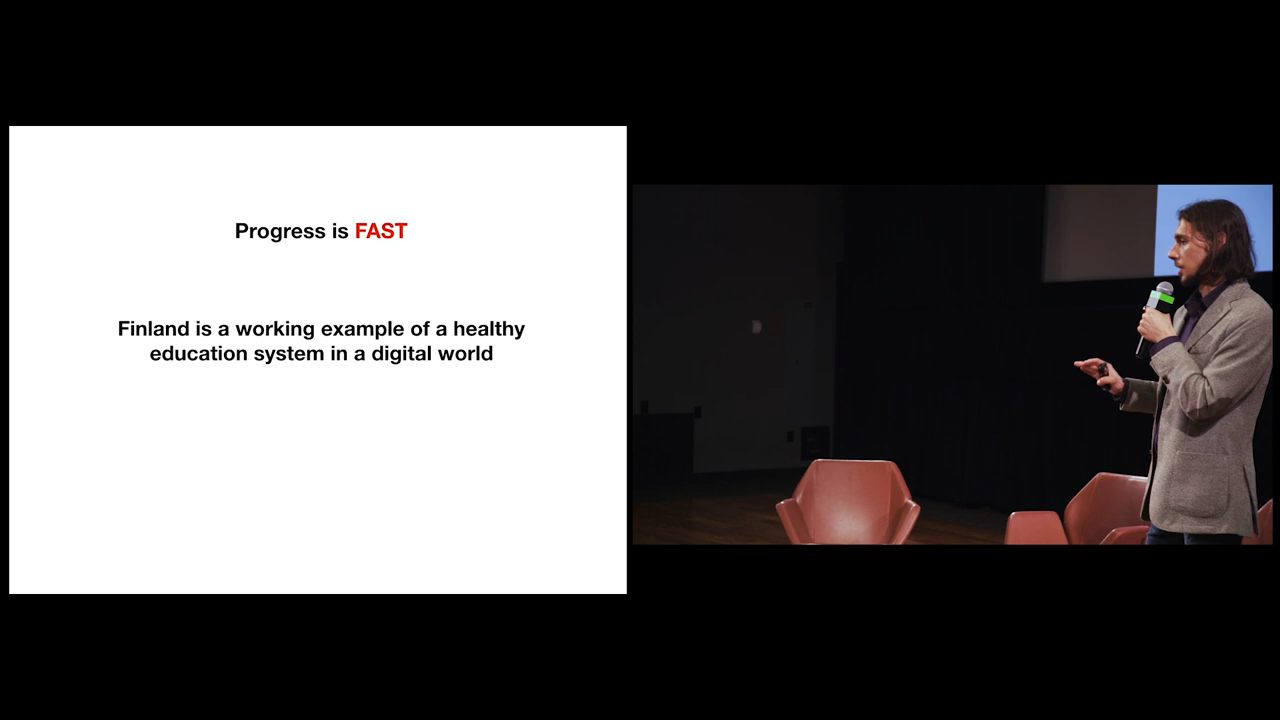 Progress is FAST
Finland is a working example of a healthy
education system in a digital world